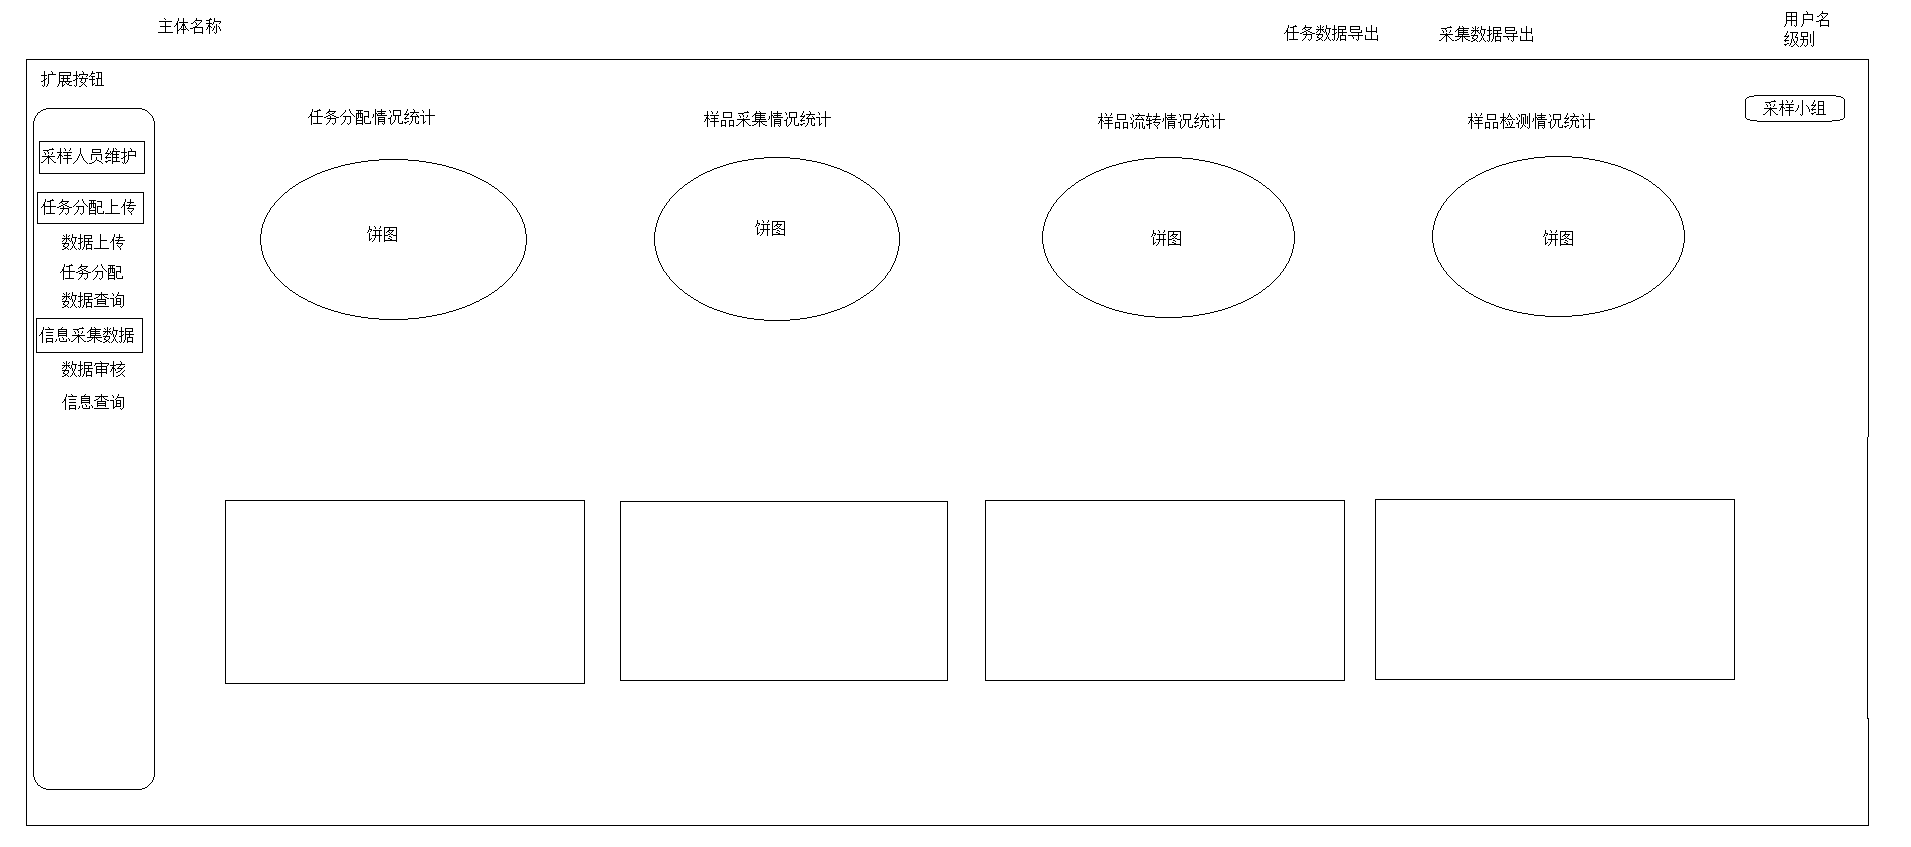 主体名称
任务数据导出
采集数据导出
用户名
级别
扩展按钮
采样人员维护
任务分配上传
数据上传
任务分配
数据查询
信息采集数据
数据审核
信息查询
任务分配情况统计
样品采集情况统计
样品流转情况统计
样品检测情况统计
采样小组
饼图
饼图
饼图
饼图